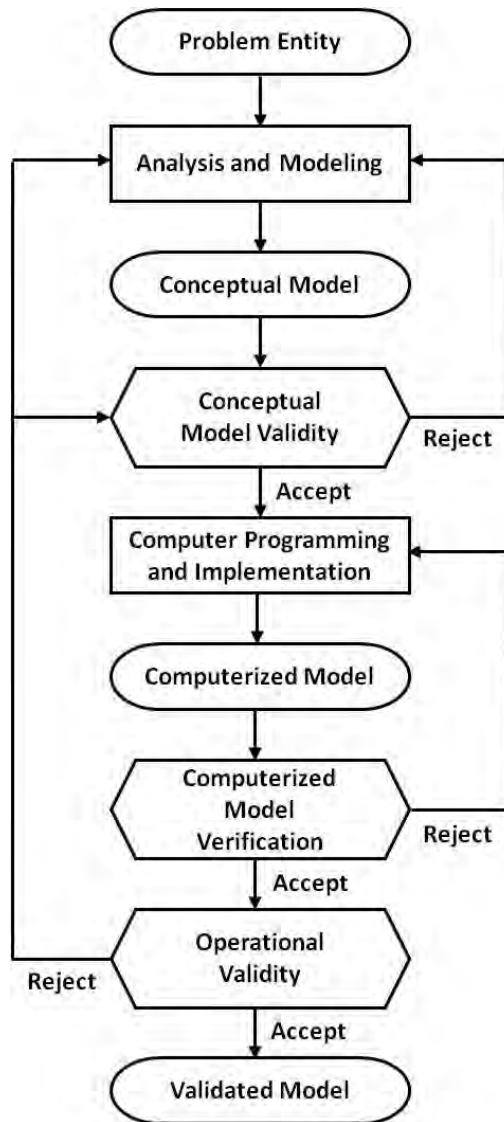 Problem Entity
Analysis and Modeling
Conceptual Model
Conceptual
Model Validity
Reject
Accept
Computer Programming
and Implementation
Computerized Model
Computerized
Model
Verification
Reject
Accept
Operational
Validity
Reject
Accept
Validated Model